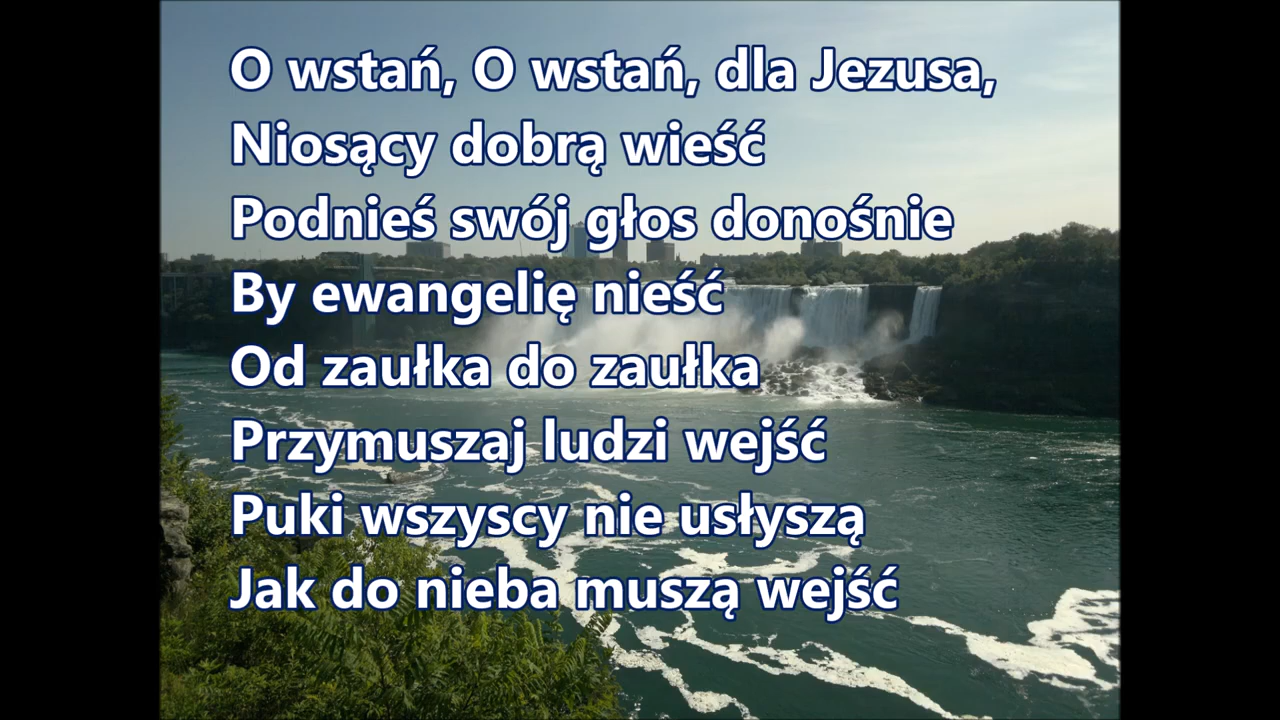 O wstań, O wstań, dla Jezusa,
Niosący dobrą wieść
Podnieś swój głos donośnie
By ewangelię nieść
Od zaułka do zaułka
Przymuszaj ludzi wejść
Puki wszyscy nie usłyszą
Jak do nieba muszą wejść